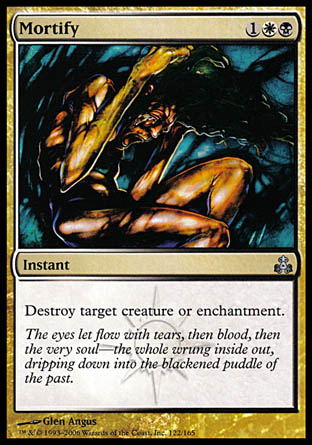 Mortify 1
Instant
Destroy target creature or enchantment.
The eyes let flow with tears, then blood, then
the very soul—the whole wrung inside out,
dripping down into the blackened puddle of
the past.
Glen Angus
™ & © 1993–2006 Wizards of the Coast, Inc. 122/165